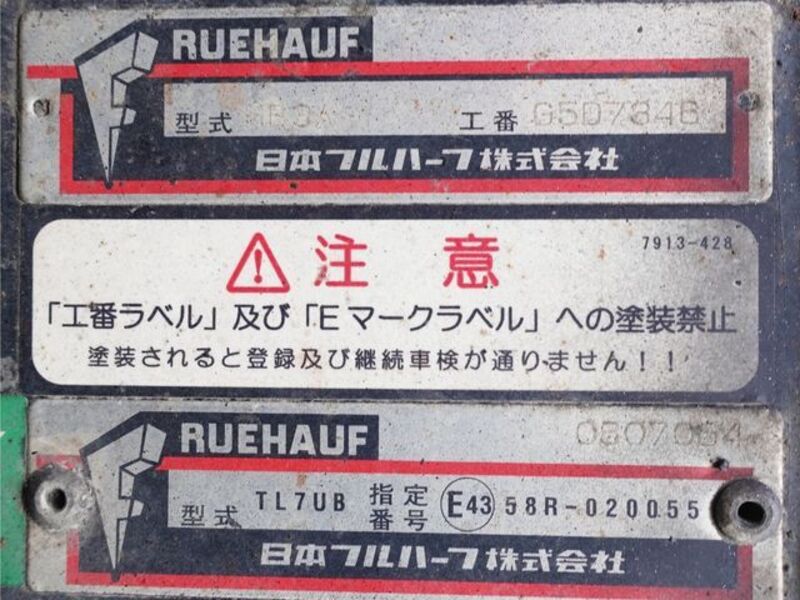 RUEHAUF
型式 工番 G5D7346
日本フルハーフ株式会社
注意
7913-428
「工番ラベル」及び「Eマークラベル」への塗装禁止
塗装されると登録及び継続車検が通りません!!
RUEHAUF
型式 TL7UB 指定番号 E43 58R-020055
日本フルハーフ株式会社